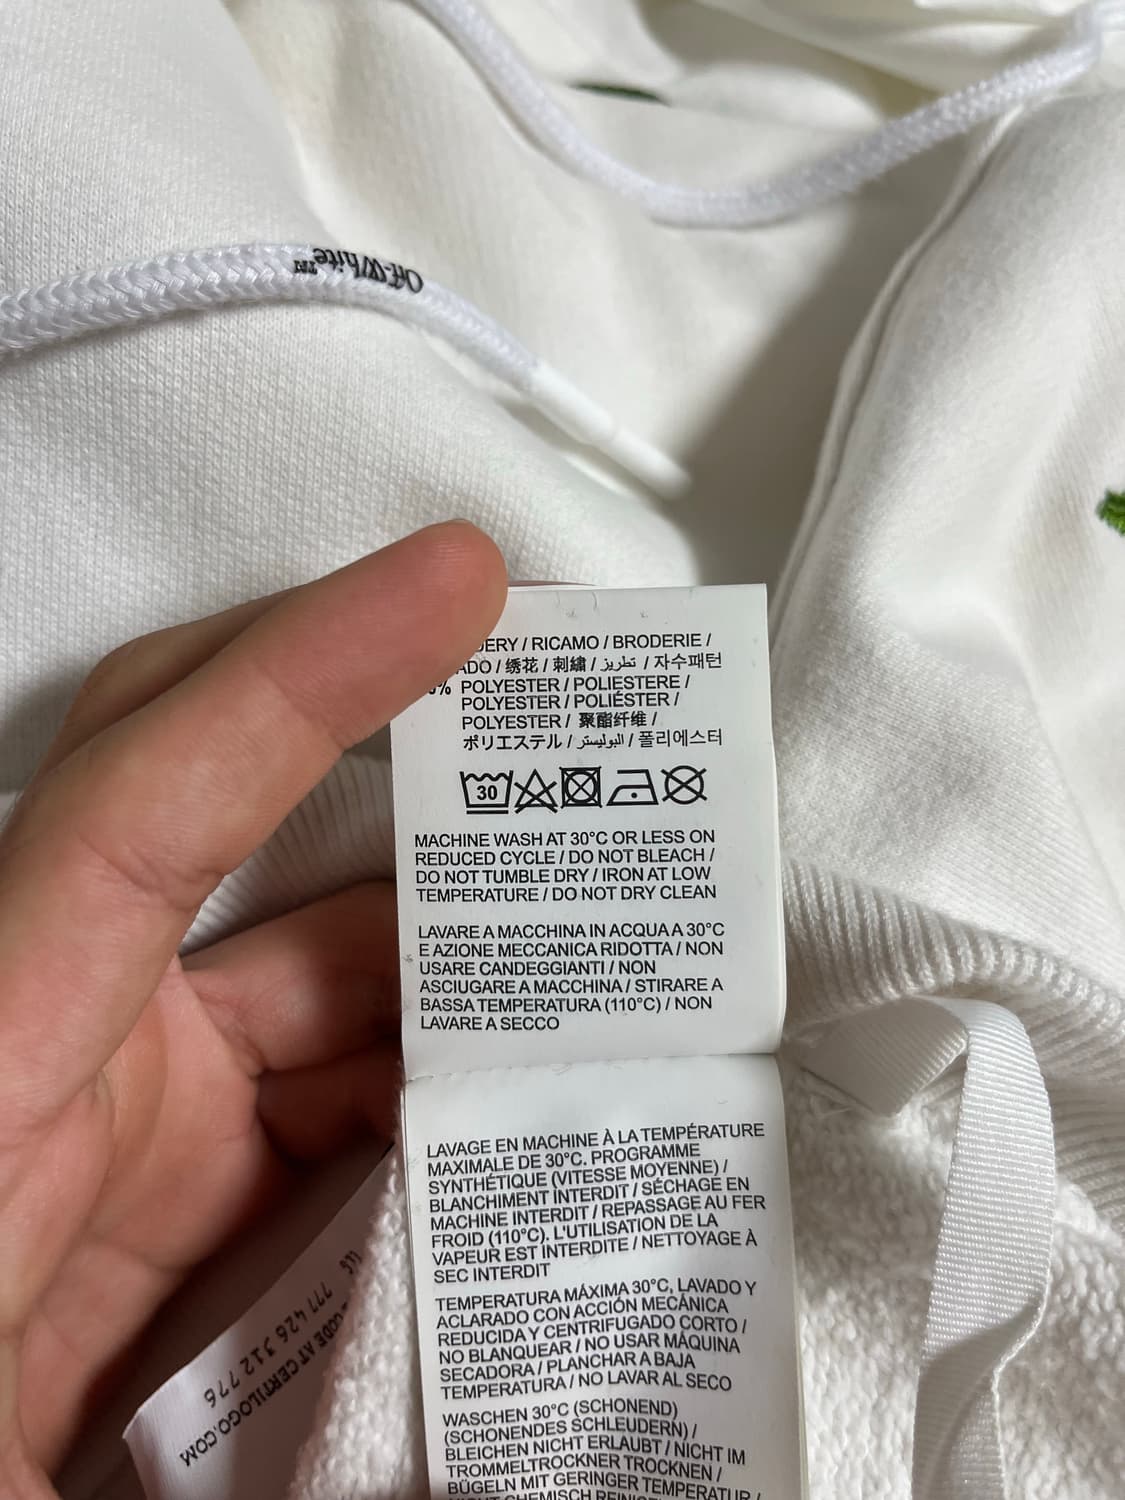 Off-White™
/ RICAMO / BRODERIE /
/ 绣花 / 刺繡 / تطريز / 자수패턴
% POLYESTER / POLIESTERE /
POLYESTER / POLIÉSTER /
POLYESTER / 聚酯纤维 /
ポリエステル / البوليستر / 폴리에스터
30
MACHINE WASH AT 30°C OR LESS ON
REDUCED CYCLE / DO NOT BLEACH /
DO NOT TUMBLE DRY / IRON AT LOW
TEMPERATURE / DO NOT DRY CLEAN
LAVARE A MACCHINA IN ACQUA A 30°C
E AZIONE MECCANICA RIDOTTA / NON
USARE CANDEGGIANTI / NON
ASCIUGARE A MACCHINA / STIRARE A
BASSA TEMPERATURA (110°C) / NON
LAVARE A SECCO
LAVAGE EN MACHINE À LA TEMPÉRATURE
MAXIMALE DE 30°C. PROGRAMME
SYNTHÉTIQUE (VITESSE MOYENNE) /
BLANCHIMENT INTERDIT / SÉCHAGE EN
MACHINE INTERDIT / REPASSAGE AU FER
FROID (110°C). L'UTILISATION DE LA
VAPEUR EST INTERDITE / NETTOYAGE À
SEC INTERDIT
TEMPERATURA MÁXIMA 30°C, LAVADO Y
ACLARADO CON ACCIÓN MECÁNICA
REDUCIDA Y CENTRIFUGADO CORTO /
NO BLANQUEAR / NO USAR MÁQUINA
SECADORA / PLANCHAR A BAJA
TEMPERATURA / NO LAVAR AL SECO
WASCHEN 30°C (SCHONEND)
(SCHONENDES SCHLEUDERN) /
BLEICHEN NICHT ERLAUBT / NICHT IM
TROMMELTROCKNER TROCKNEN /
BÜGELN MIT GERINGER TEMPERATUR /
NICHT CHEMISCH
777 426 312 776
CODE AT CERTILOGO.COM